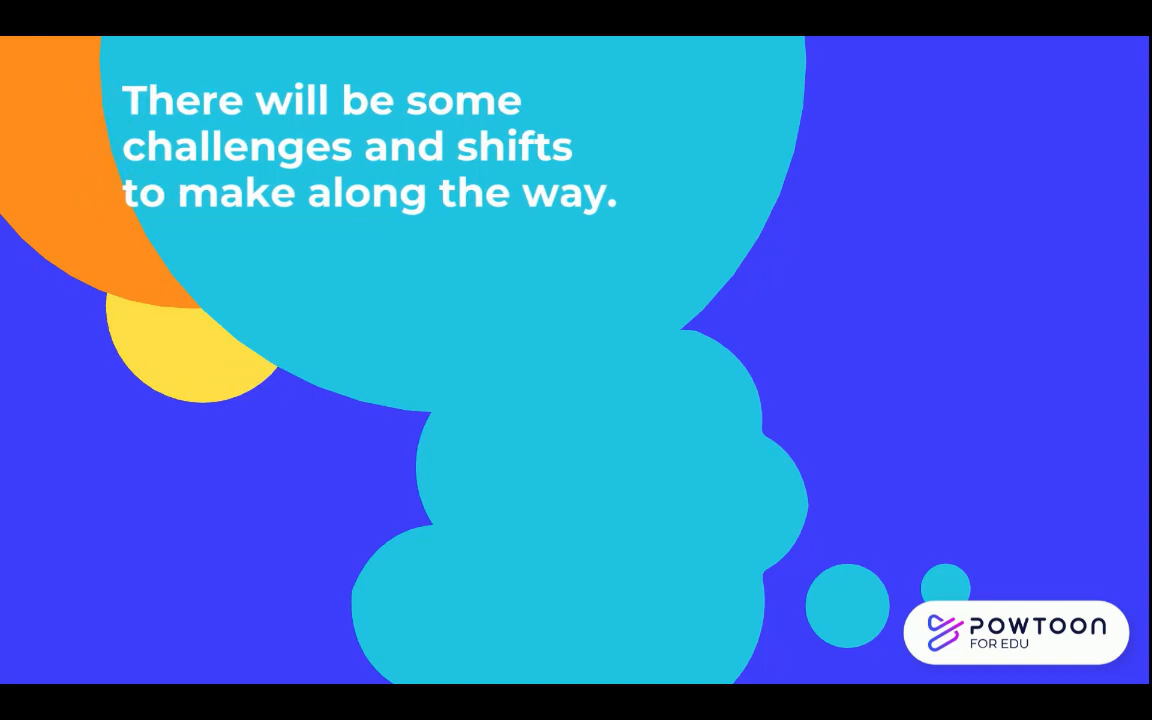 There will be some
challenges and shifts
to make along the way.
POWTOON
FOR EDU